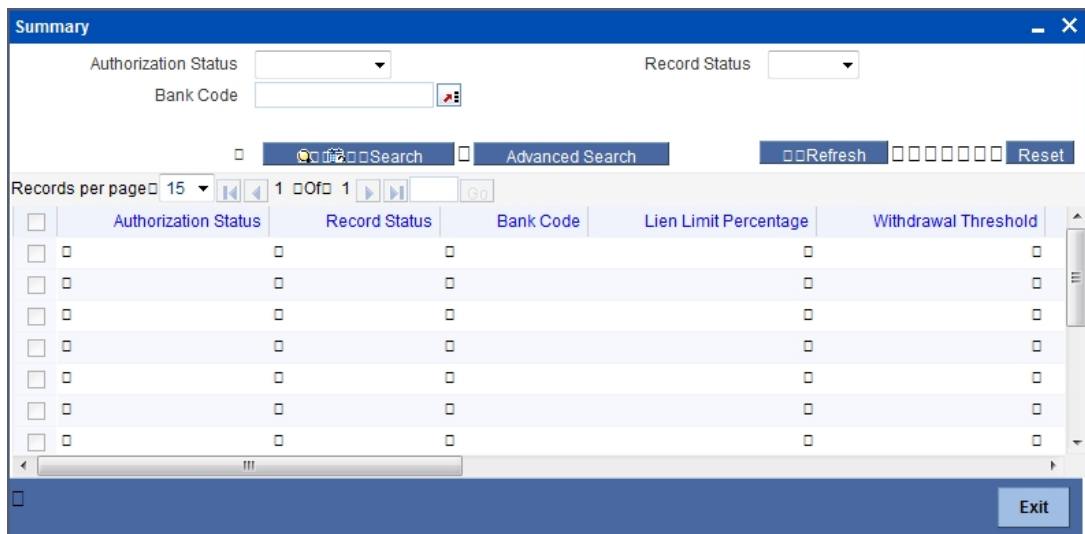 Summary
Authorization Status
Record Status
Bank Code
Search
Advanced Search
Refresh
Reset
Records per page 15 1 Of 1 Go
Authorization Status Record Status Bank Code Lien Limit Percentage Withdrawal Threshold
Exit